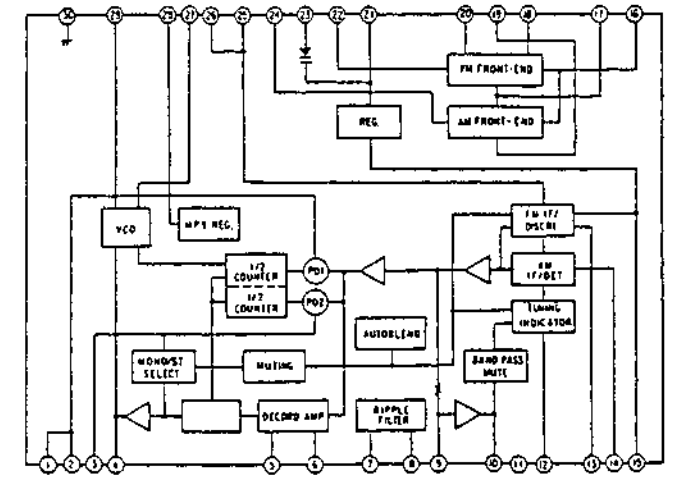 30 29 28 27 26 25 24 23 22 21 20 19 18 17 16
FM FRONT-END
AM FRONT-END
REG.
VCO
MPX REG.
FM IF/
DISCRI
1/2
COUNTER
PD1
AM
IF/DET
1/2
COUNTER
PD2
TUNING
INDICATOR
AUTOBLEND
MONO/ST
SELECT
MUTING
BAND PASS
MUTE
DECORD AMP
RIPPLE
FILTER
1 2 3 4 5 6 7 8 9 10 11 12 13 14 15